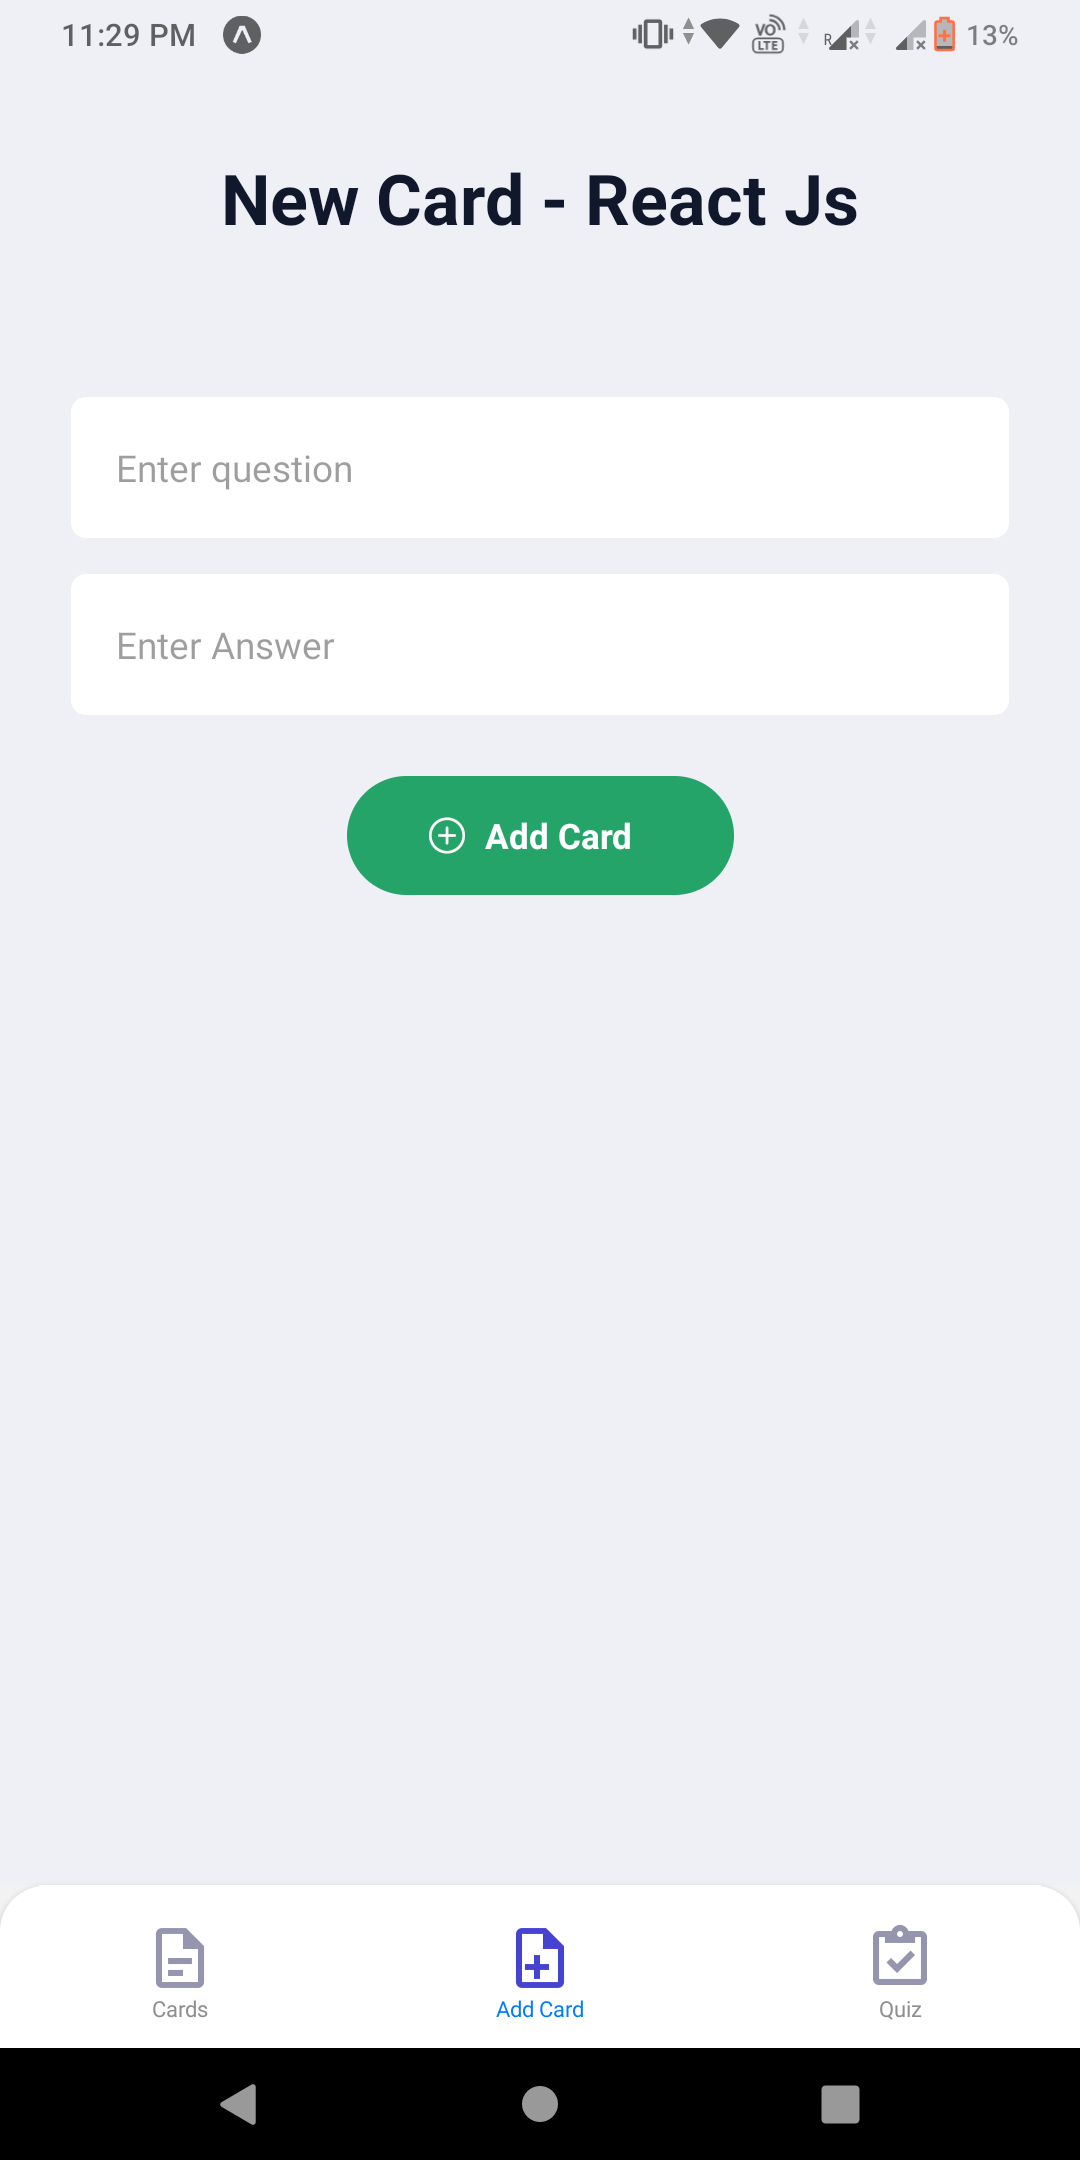 11:29 PM R VO LTE 13%
New Card - React Js
Enter question
Enter Answer
Add Card
Cards Add Card Quiz